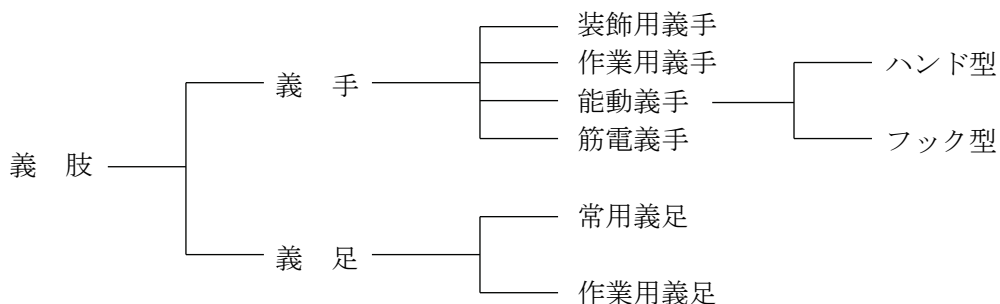 義　肢
義　手
装飾用義手
作業用義手
能動義手
筋電義手
ハンド型
フック型
義　足
常用義足
作業用義足